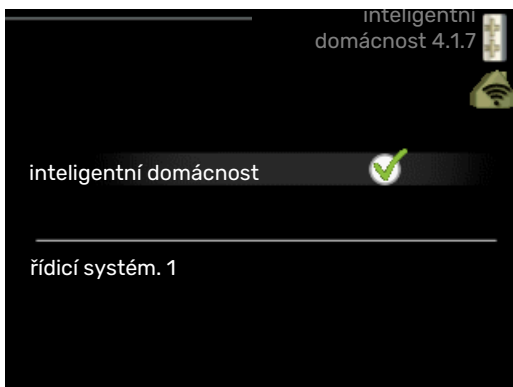 inteligentní
domácnost 4.1.7
inteligentní domácnost
řídicí systém. 1